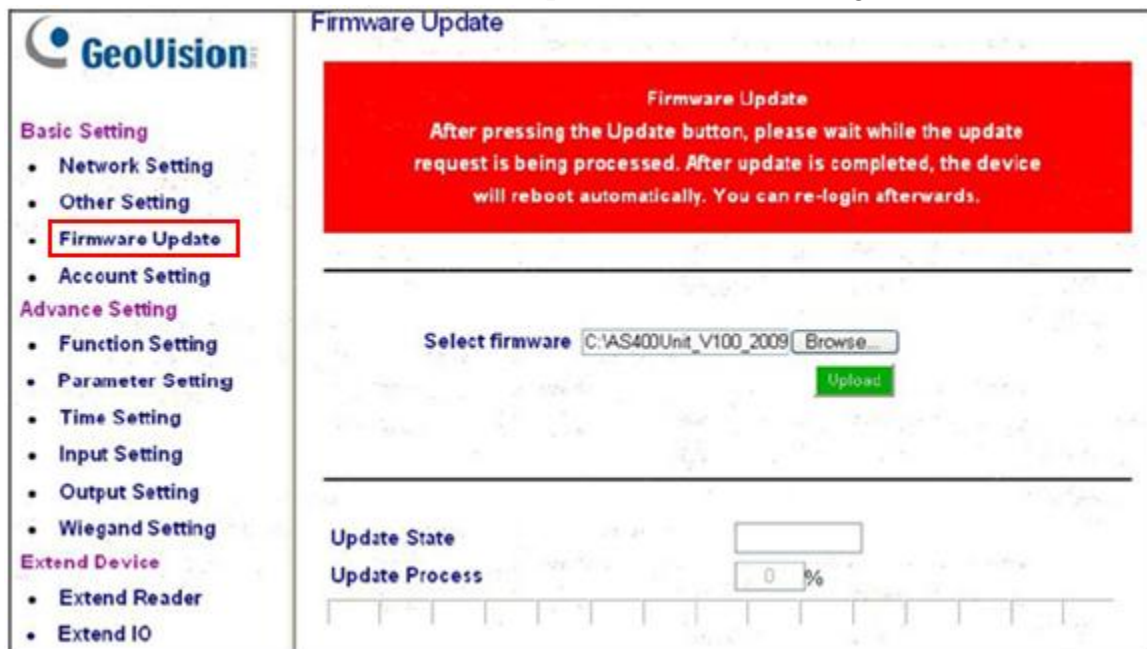 GeoVision
Basic Setting
• Network Setting
• Other Setting
• Firmware Update
• Account Setting
Advance Setting
• Function Setting
• Parameter Setting
• Time Setting
• Input Setting
• Output Setting
• Wiegand Setting
Extend Device
• Extend Reader
• Extend IO
Firmware Update
Firmware Update
After pressing the Update button, please wait while the update
request is being processed. After update is completed, the device
will reboot automatically. You can re-login afterwards.
Select firmware C:\AS400Unit_V100_2009 Browse...
Upload
Update State
Update Process 0 %